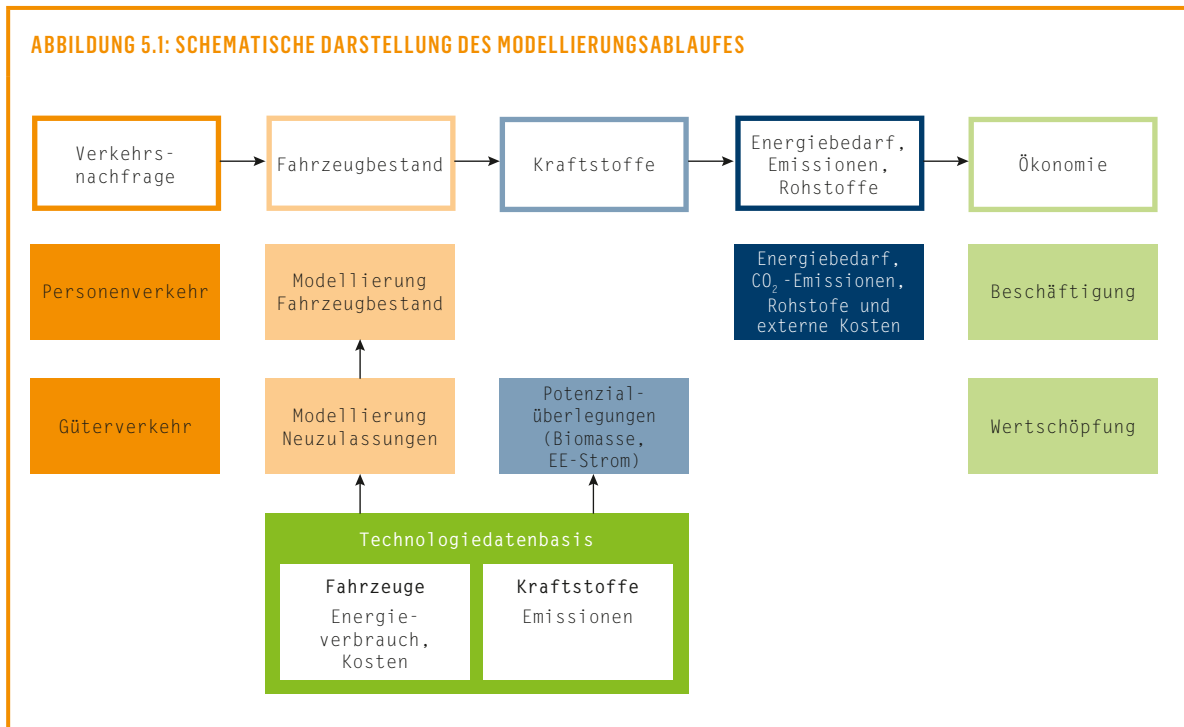 ABBILDUNG 5.1: SCHEMATISCHE DARSTELLUNG DES MODELLIERUNGSABLAUFES
Verkehrs-
nachfrage
Fahrzeugbestand
Kraftstoffe
Energiebedarf,
Emissionen,
Rohstoffe
Ökonomie
Personenverkehr
Modellierung
Fahrzeugbestand
Energiebedarf,
CO₂-Emissionen,
Rohstofe und
externe Kosten
Beschäftigung
Güterverkehr
Modellierung
Neuzulassungen
Potenzial-
überlegungen
(Biomasse,
EE-Strom)
Wertschöpfung
Technologiedatenbasis
Fahrzeuge
Energie-
verbrauch,
Kosten
Kraftstoffe
Emissionen